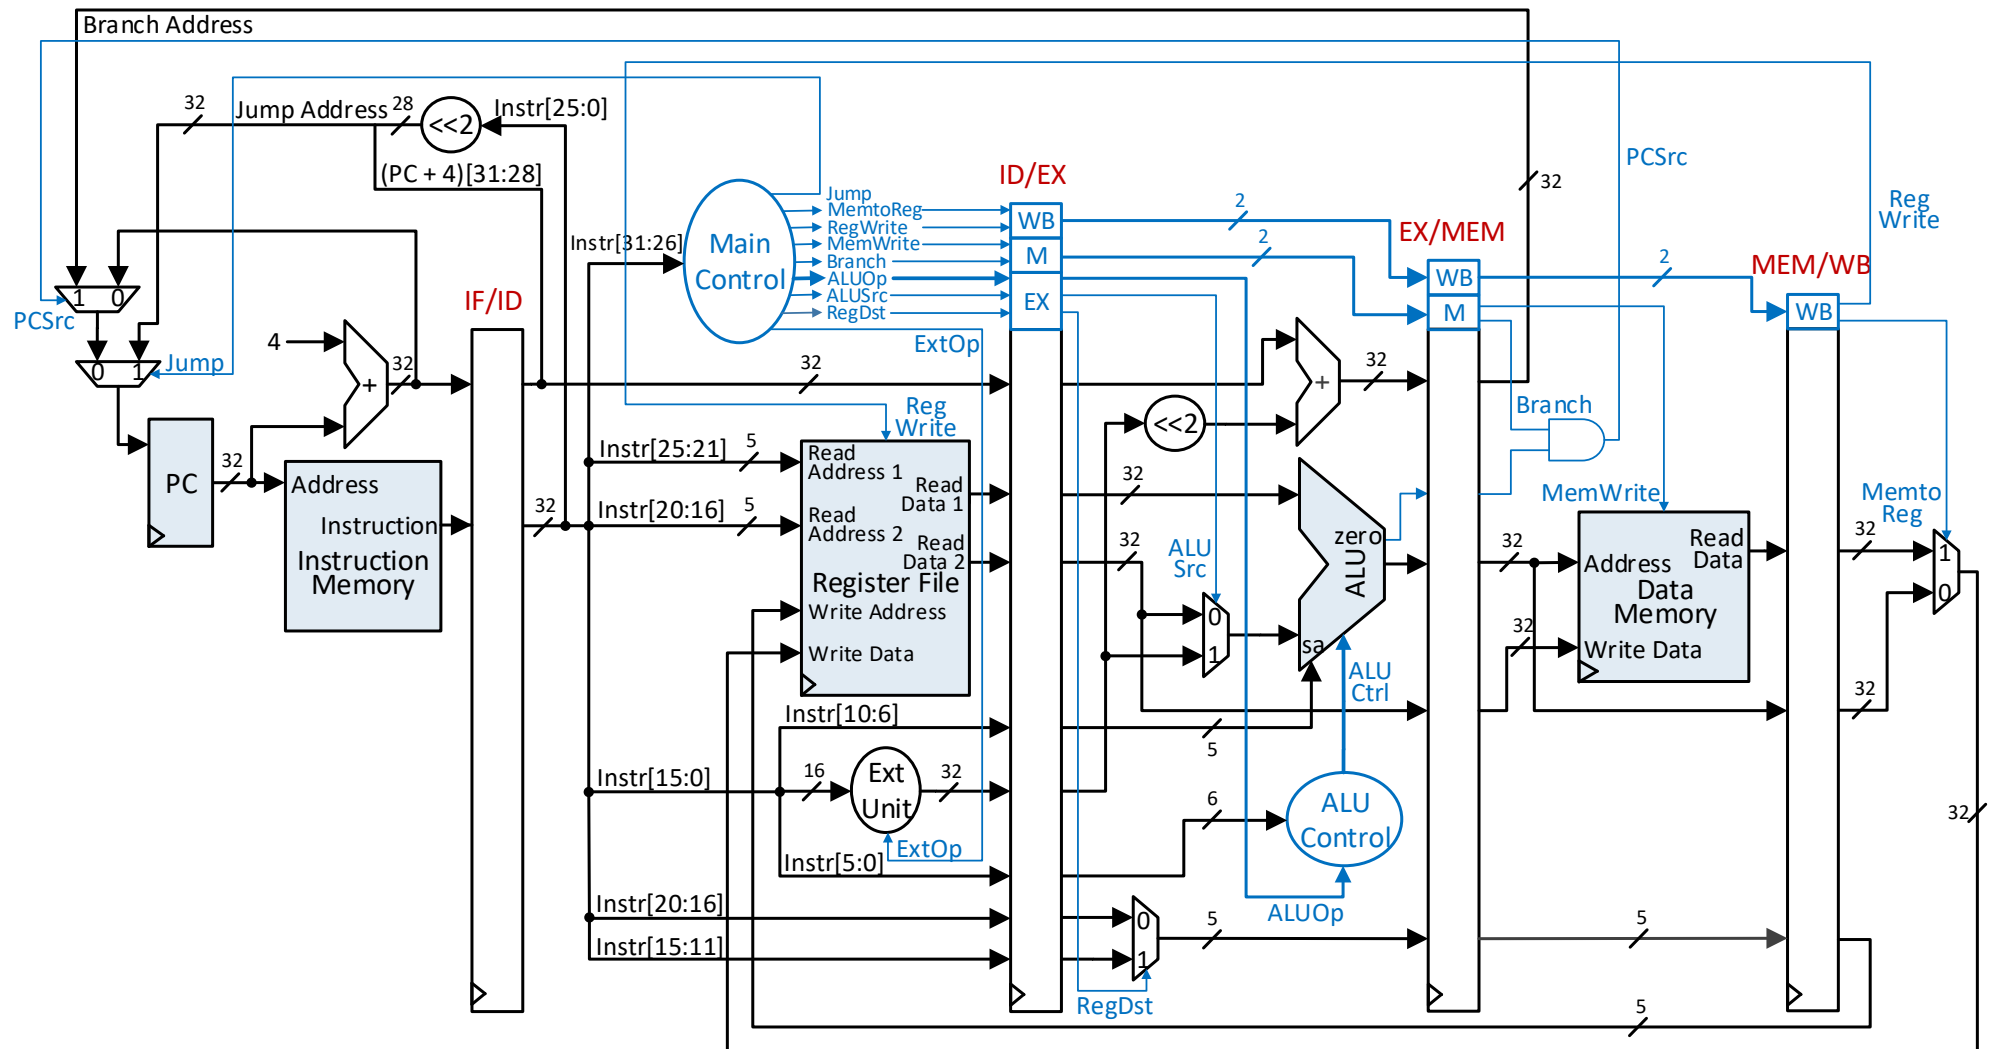 Branch Address
32
Jump Address
28
<<2
Instr[25:0]
(PC + 4)[31:28]
PCSrc
32
ID/EX
2
Reg
Write
Jump
MemtoReg
RegWrite
MemWrite
Branch
ALUOp
ALUSrc
RegDst
Main
Control
Instr[31:26]
WB
M
EX
2
EX/MEM
2
MEM/WB
WB
M
WB
1 0
PCSrc
IF/ID
ExtOp
0 1
Jump
4
+
32
32
+
32
<<2
Branch
Reg
Write
PC
32
Address
Instruction
Instruction
Memory
32
Instr[25:21]
5
Instr[20:16]
5
Read
Address 1
Read
Data 1
Read
Address 2
Read
Data 2
Register File
Write Address
Write Data
32
32
ALU
Src
0
1
zero
ALU
sa
ALU
Ctrl
MemWrite
32
32
Address
Read
Data
Data
Memory
Write Data
Memto
Reg
32
1
0
32
Instr[10:6]
5
Instr[15:0]
16
Ext
Unit
32
ExtOp
Instr[5:0]
6
ALU
Control
ALUOp
32
Instr[20:16]
Instr[15:11]
0
1
5
RegDst
5
5